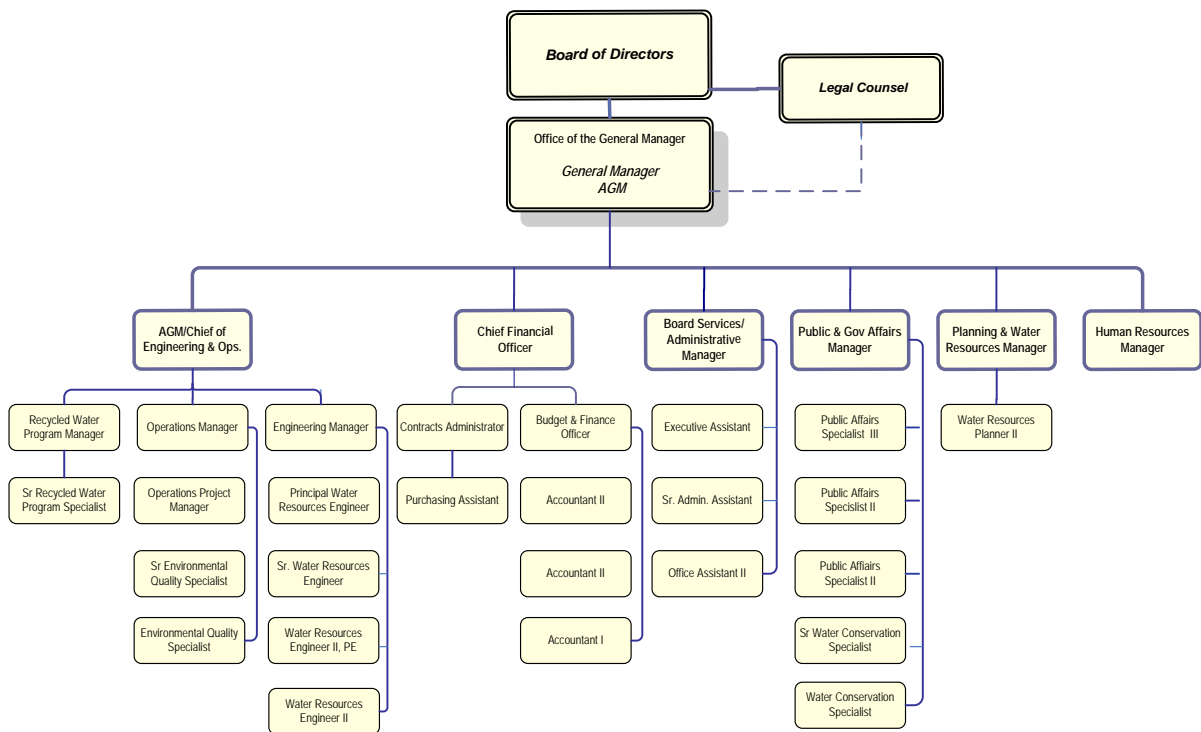 Board of Directors
Legal Counsel
Office of the General Manager
General Manager
AGM
AGM/Chief of
Engineering & Ops.
Chief Financial
Officer
Board Services/
Administrative
Manager
Public & Gov Affairs
Manager
Planning & Water
Resources Manager
Human Resources
Manager
Recycled Water
Program Manager
Operations Manager
Engineering Manager
Contracts Administrator
Budget & Finance
Officer
Executive Assistant
Public Affairs
Specialist III
Water Resources
Planner II
Sr Recycled Water
Program Specialist
Operations Project
Manager
Principal Water
Resources Engineer
Purchasing Assistant
Accountant II
Sr. Admin. Assistant
Public Affairs
Specislist II
Sr Environmental
Quality Specialist
Sr. Water Resources
Engineer
Accountant II
Office Assistant II
Public Affiairs
Specialist II
Environmental Quality
Specialist
Water Resources
Engineer II, PE
Accountant I
Sr Water Conservation
Specialist
Water Resources
Engineer II
Water Conservation
Specialist